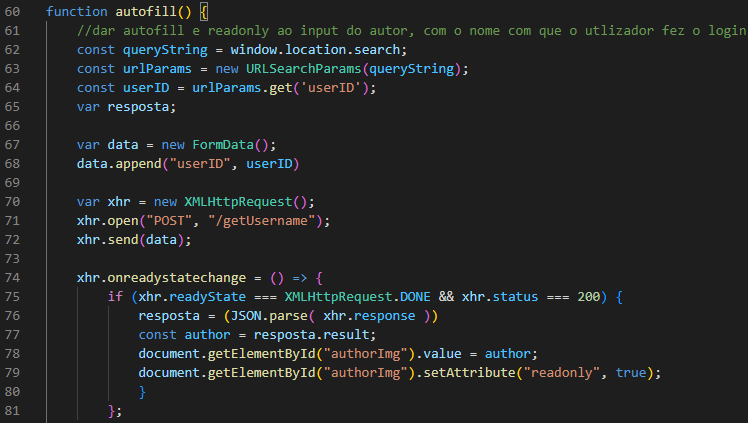 60 function autofill() {
61 //dar autofill e readonly ao input do autor, com o nome com que o utlizador fez o login
62 const queryString = window.location.search;
63 const urlParams = new URLSearchParams(queryString);
64 const userID = urlParams.get('userID');
65 var resposta;
66
67 var data = new FormData();
68 data.append("userID", userID)
69
70 var xhr = new XMLHttpRequest();
71 xhr.open("POST", "/getUsername");
72 xhr.send(data);
73
74 xhr.onreadystatechange = () => {
75 if (xhr.readyState === XMLHttpRequest.DONE && xhr.status === 200) {
76 resposta = (JSON.parse( xhr.response ))
77 const author = resposta.result;
78 document.getElementById("authorImg").value = author;
79 document.getElementById("authorImg").setAttribute("readonly", true);
80 }
81 };